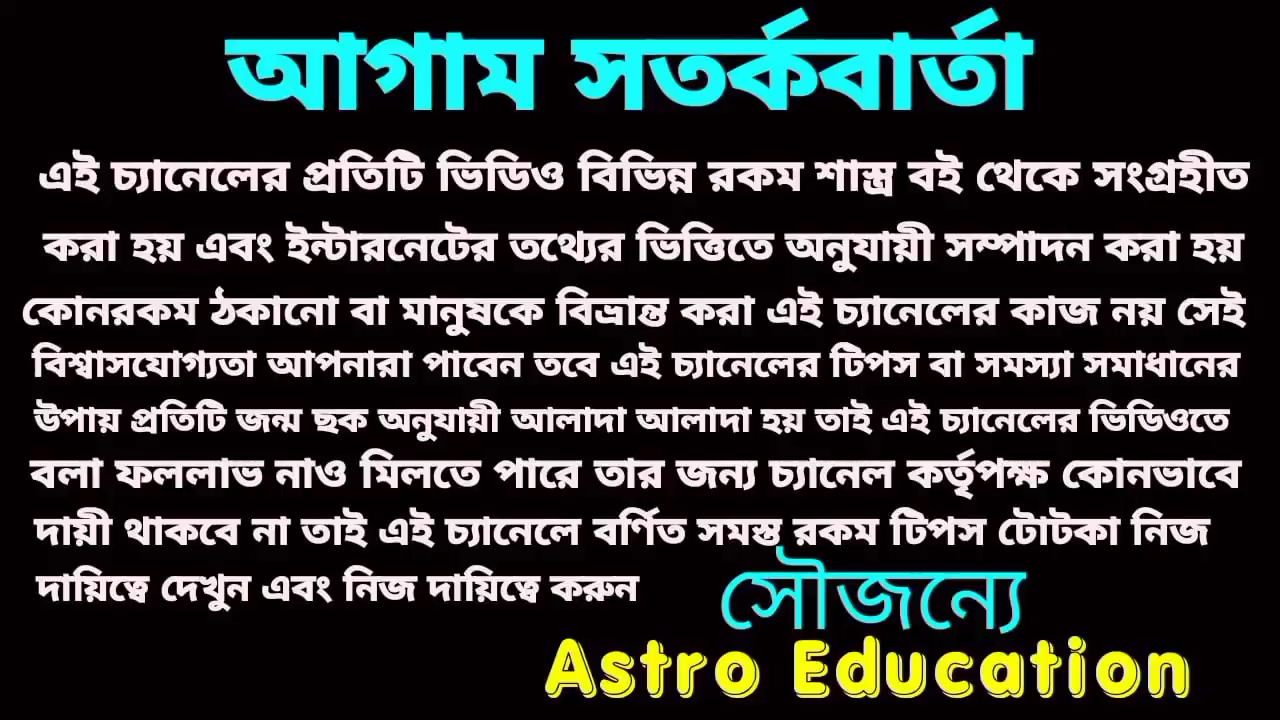 আগাম সতর্কবার্তা
এই চ্যানেলের প্রতিটি ভিডিও বিভিন্ন রকম শাস্ত্র বই থেকে সংগ্রহীত
করা হয় এবং ইন্টারনেটের তথ্যের ভিত্তিতে অনুযায়ী সম্পাদন করা হয়
কোনরকম ঠকানো বা মানুষকে বিভ্রান্ত করা এই চ্যানেলের কাজ নয় সেই
বিশ্বাসযোগ্যতা আপনারা পাবেন তবে এই চ্যানেলের টিপস বা সমস্যা সমাধানের
উপায় প্রতিটি জন্ম ছক অনুযায়ী আলাদা আলাদা হয় তাই এই চ্যানেলের ভিডিওতে
বলা ফললাভ নাও মিলতে পারে তার জন্য চ্যানেল কর্তৃপক্ষ কোনভাবে
দায়ী থাকবে না তাই এই চ্যানেলে বর্ণিত সমস্ত রকম টিপস টোটকা নিজ
দায়িত্বে দেখুন এবং নিজ দায়িত্বে করুন
সৌজন্যে
Astro Education